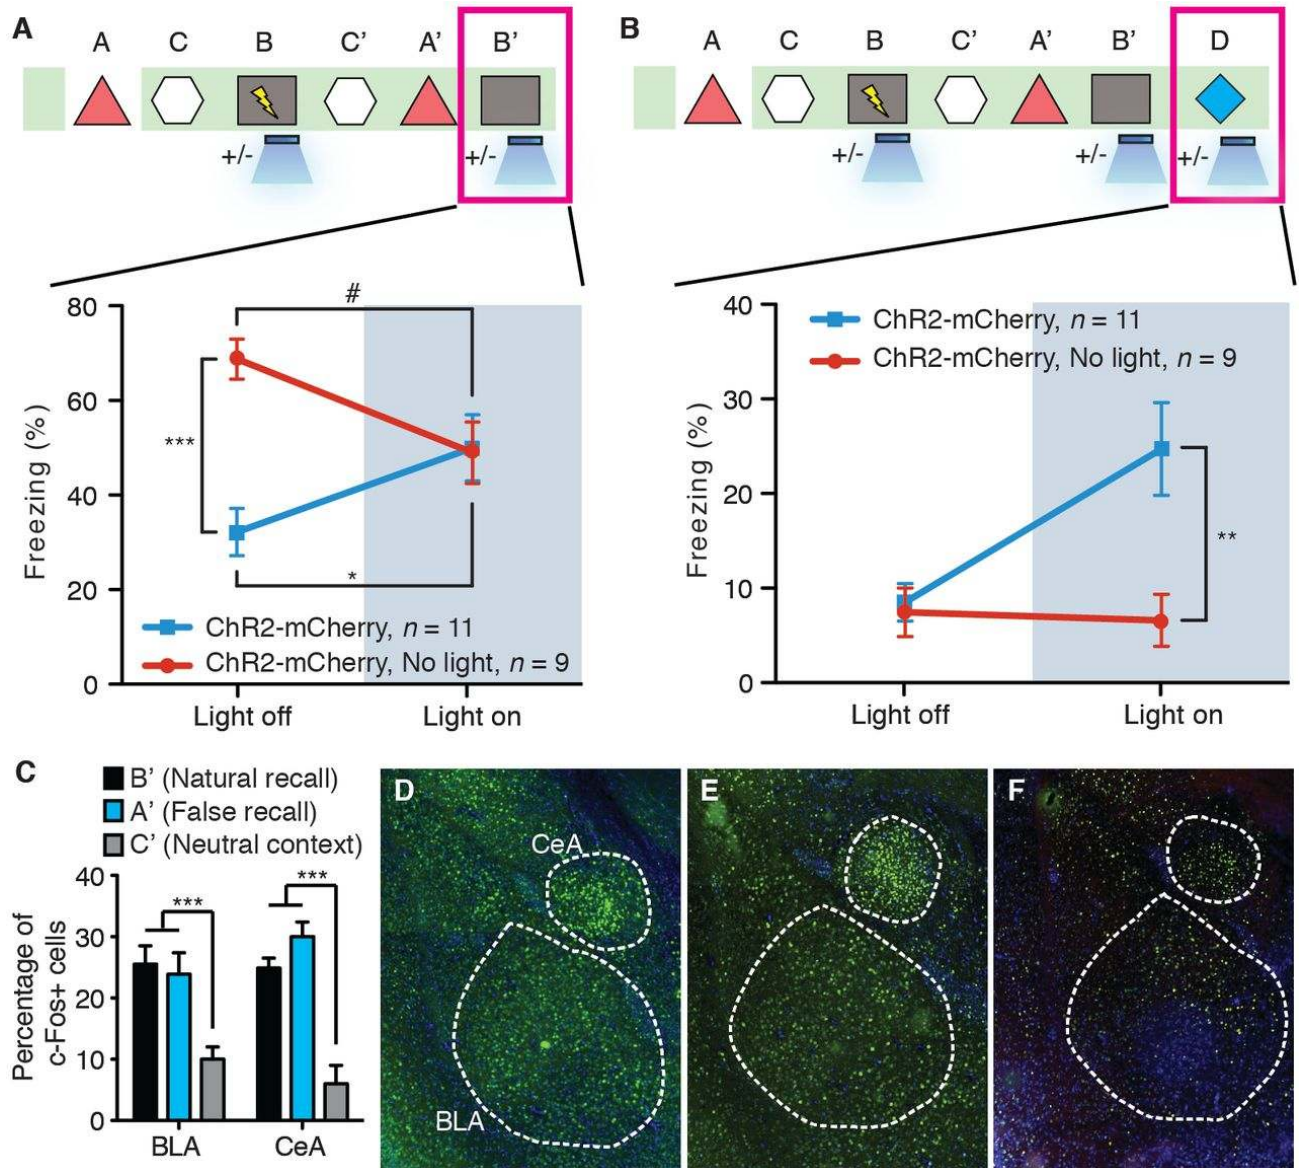 A
A C B C' A' B'
+/- +/-
#
80
60
40
20
0
Freezing (%)
***
*
ChR2-mCherry, n = 11
ChR2-mCherry, No light, n = 9
Light off Light on
B
A C B C' A' B' D
+/- +/- +/-
40
30
20
10
0
Freezing (%)
ChR2-mCherry, n = 11
ChR2-mCherry, No light, n = 9
**
Light off Light on
C
B' (Natural recall)
A' (False recall)
C' (Neutral context)
40
30
20
10
0
Percentage of
c-Fos+ cells
*** ***
BLA CeA
D
CeA
BLA
E
F